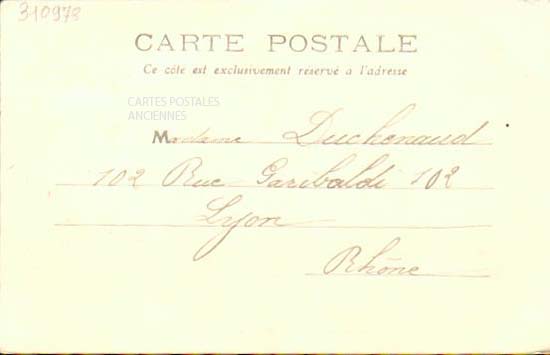 310978
CARTE POSTALE
Ce côté est exclusivement réservé a l'adresse
CARTES POSTALES
ANCIENNES
Madame Duchenaud
102 Rue Garibaldi 102
Lyon
Rhône